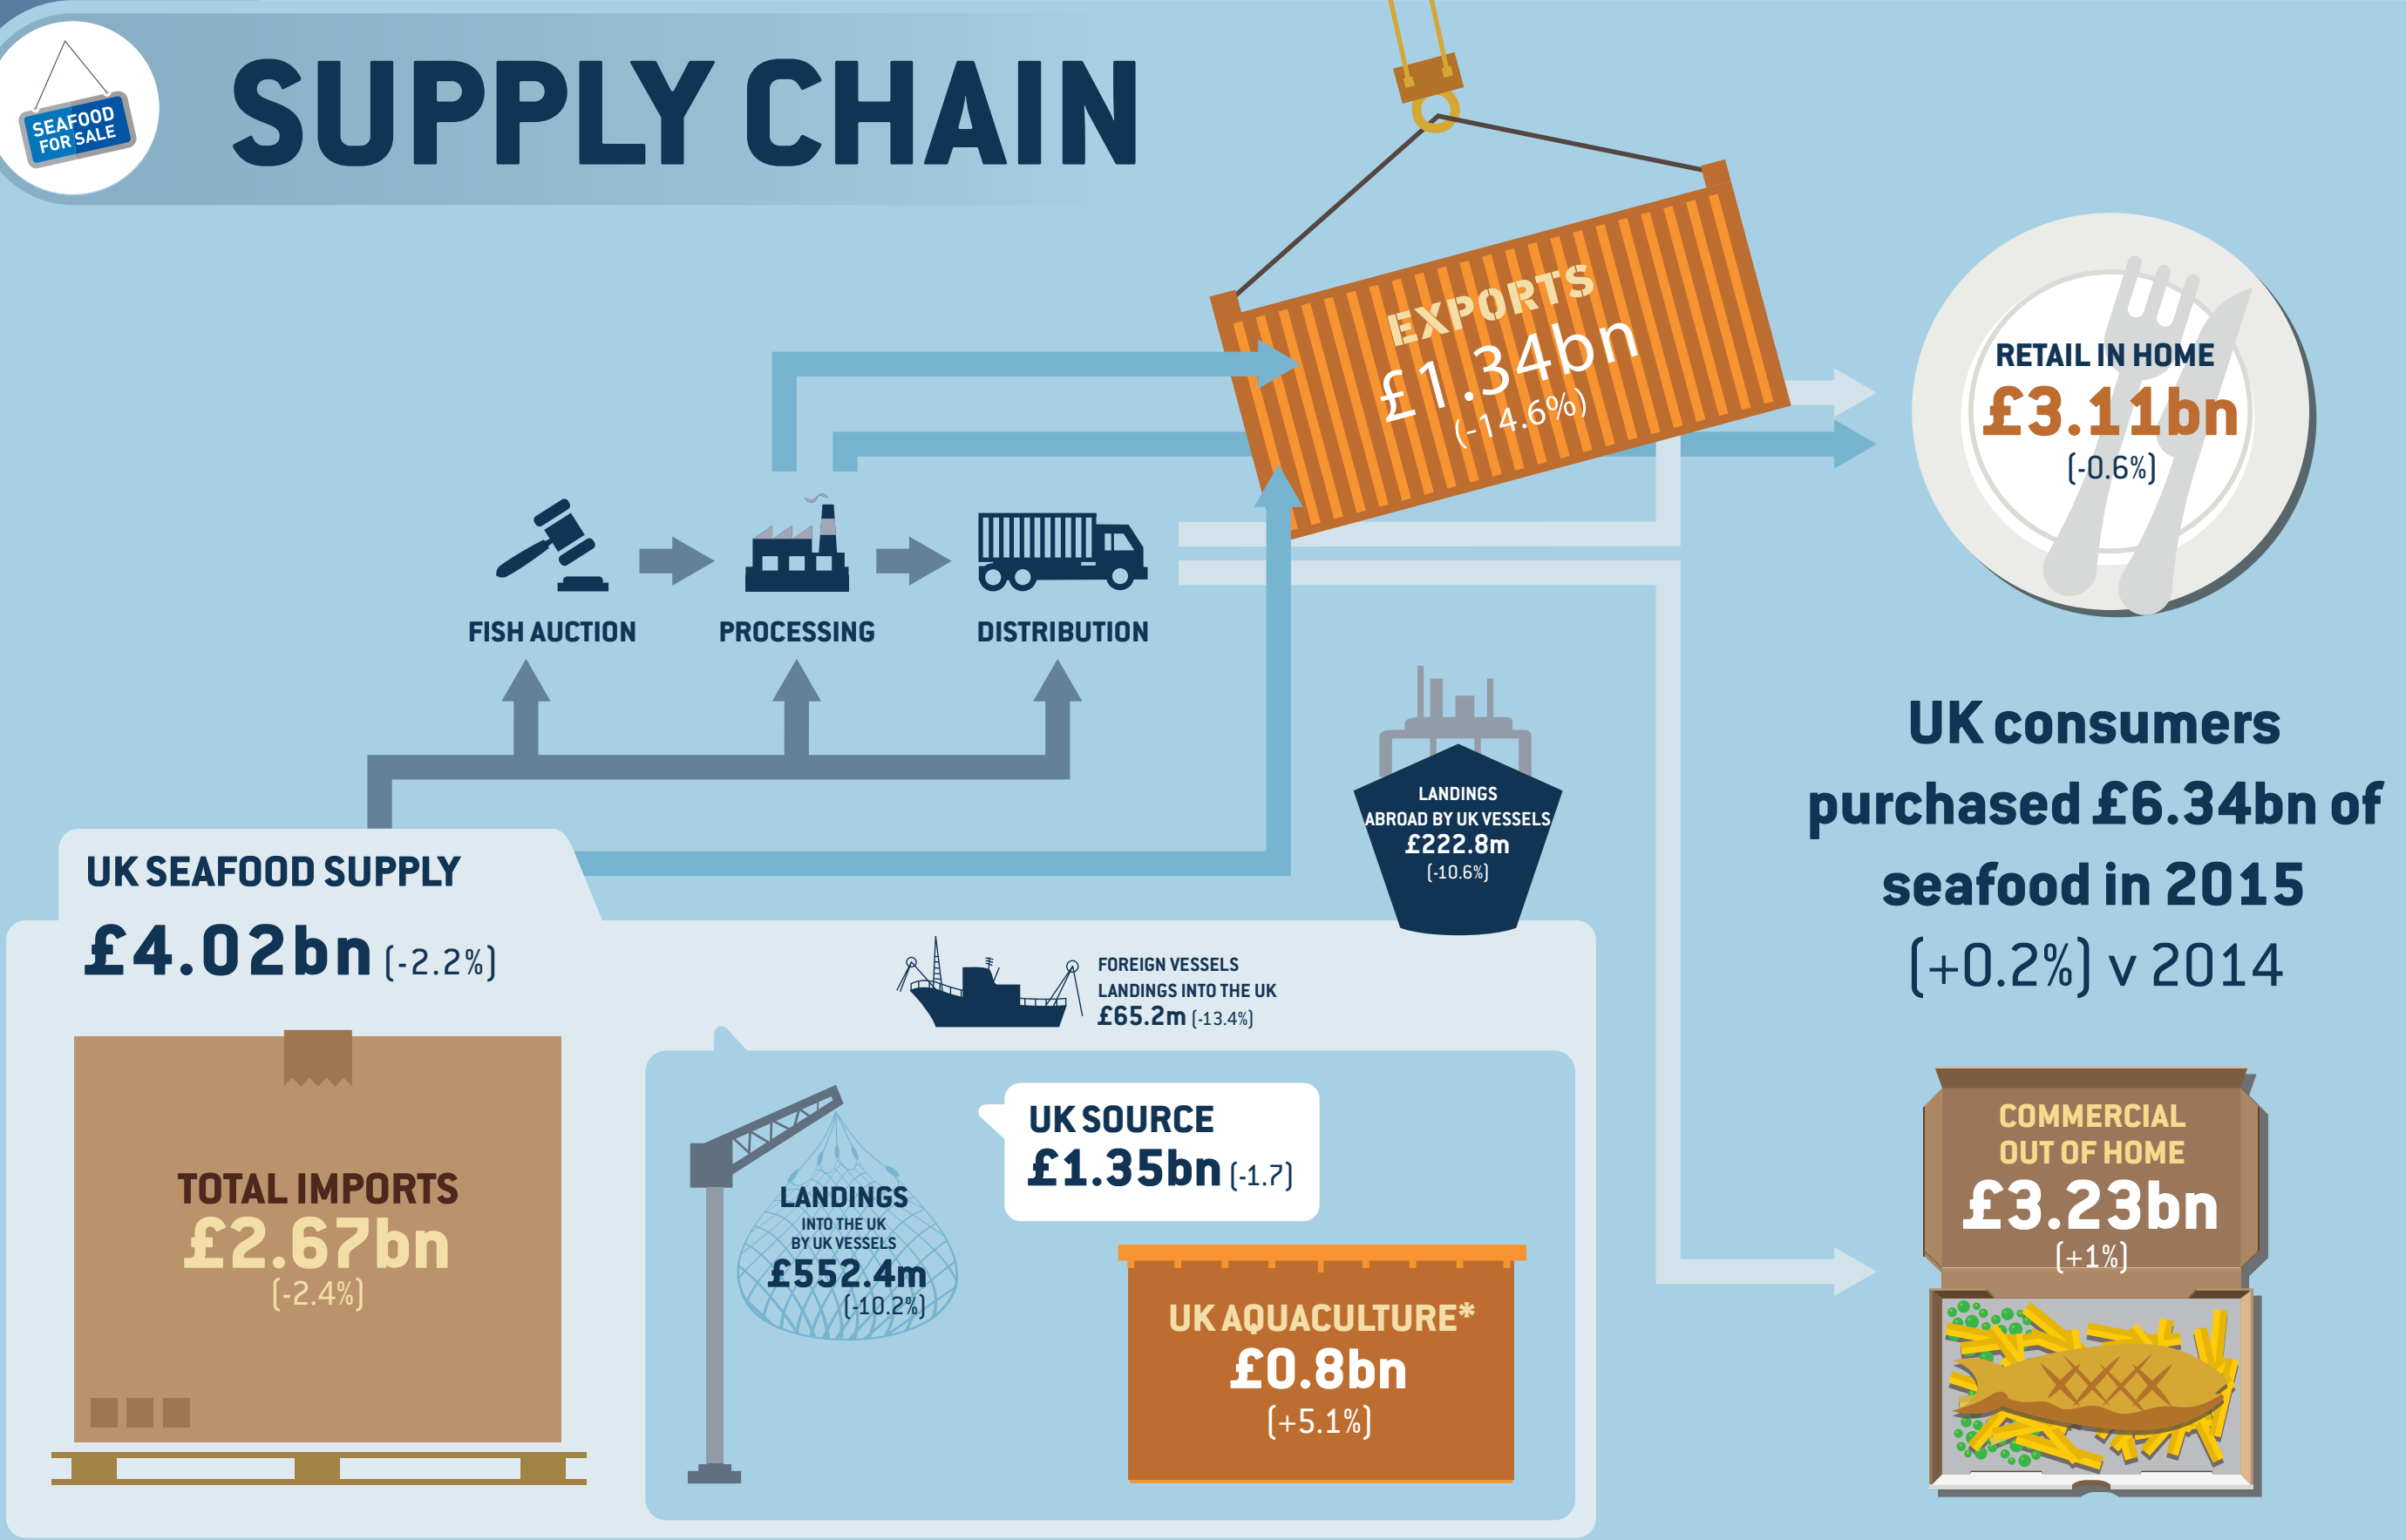 SEAFOOD
FOR SALE
SUPPLY CHAIN
EXPORTS
£1.34bn
(-14.6%)
RETAIL IN HOME
£3.11bn
(-0.6%)
FISH AUCTION
PROCESSING
DISTRIBUTION
UK consumers
purchased £6.34bn of
seafood in 2015
(+0.2%) v 2014
LANDINGS
ABROAD BY UK VESSELS
£222.8m
(-10.6%)
UK SEAFOOD SUPPLY
£4.02bn (-2.2%)
FOREIGN VESSELS
LANDINGS INTO THE UK
£65.2m (-13.4%)
TOTAL IMPORTS
£2.67bn
(-2.4%)
UK SOURCE
£1.35bn (-1.7)
LANDINGS
INTO THE UK
BY UK VESSELS
£552.4m
(-10.2%)
UK AQUACULTURE*
£0.8bn
(+5.1%)
COMMERCIAL
OUT OF HOME
£3.23bn
(+1%)